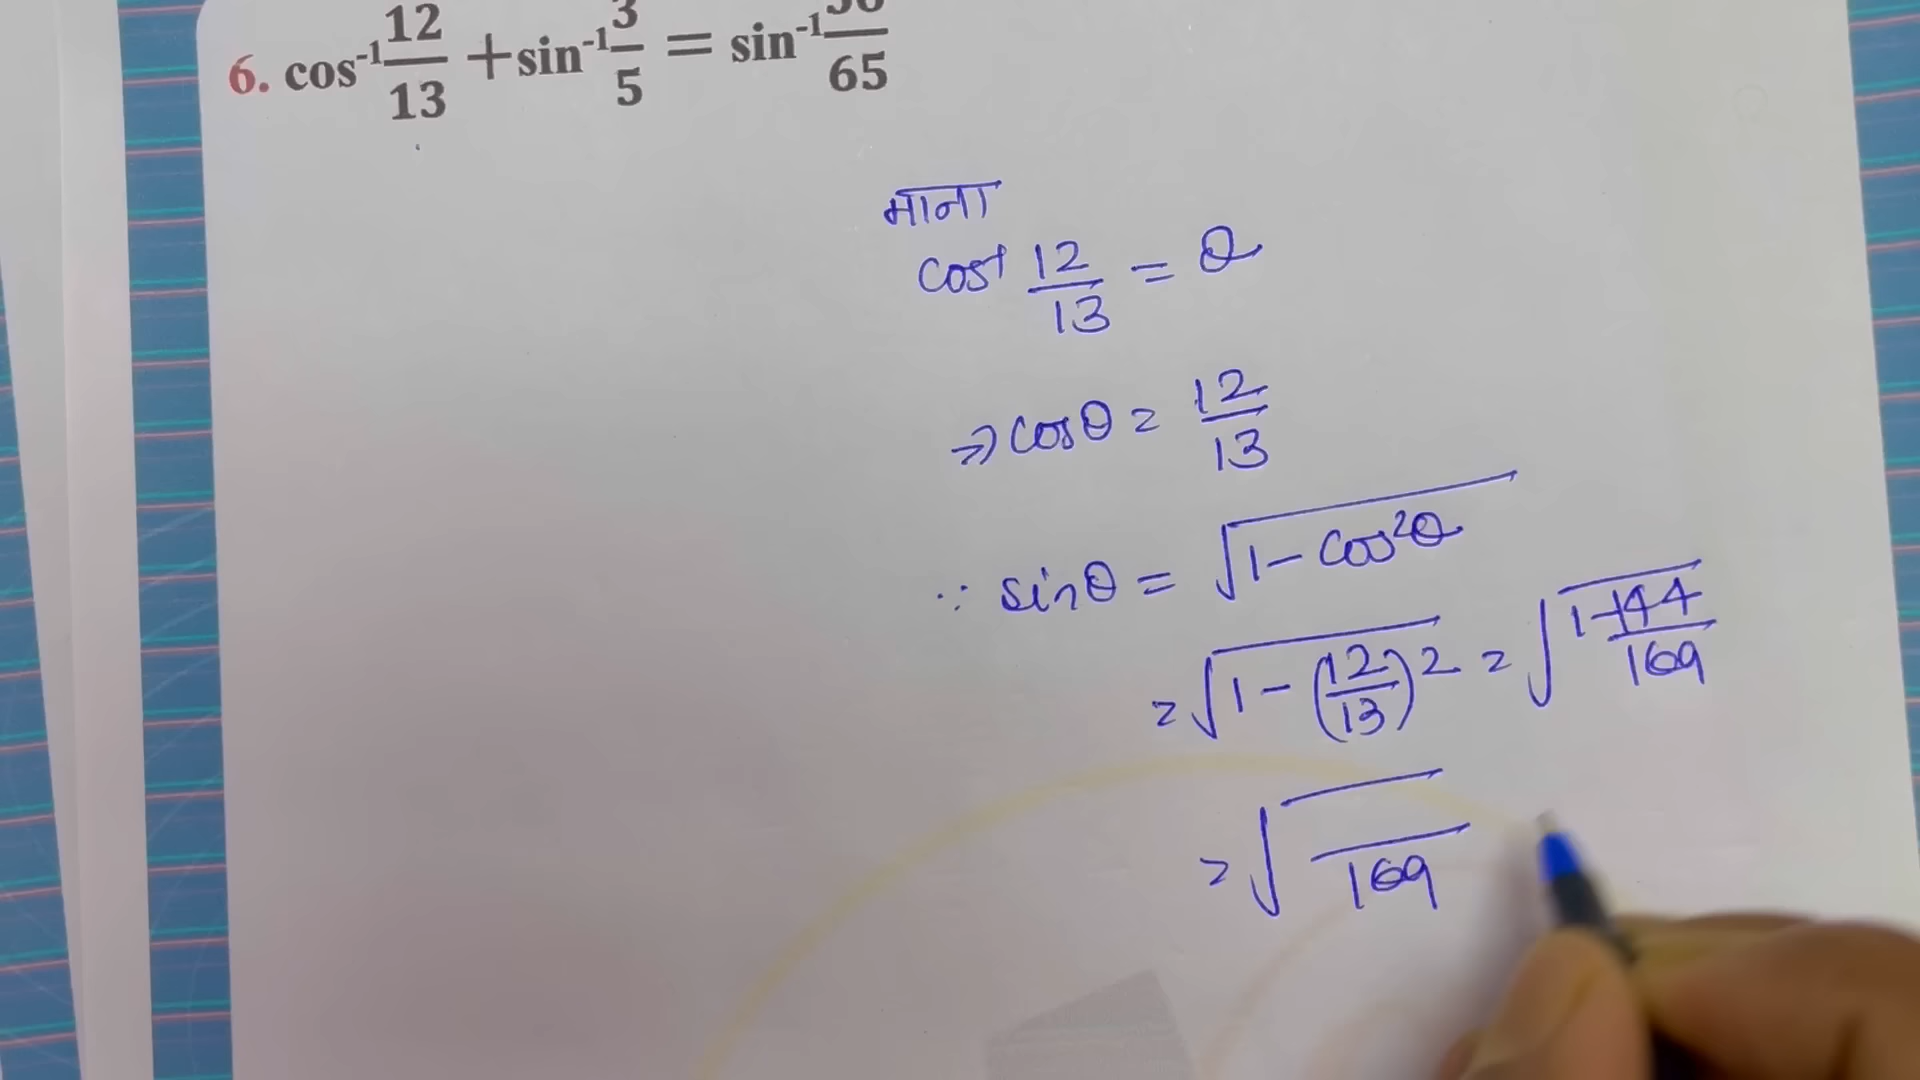 6. cos⁻¹ 12/13 + sin⁻¹ 3/5 = sin⁻¹ 56/65
माना
cos⁻¹ 12/13 = θ
⇒ cosθ = 12/13
∵ sinθ = √(1 - cos²θ)
= √(1 - (12/13)²) = √(1 - 144/169)
= √( /169)